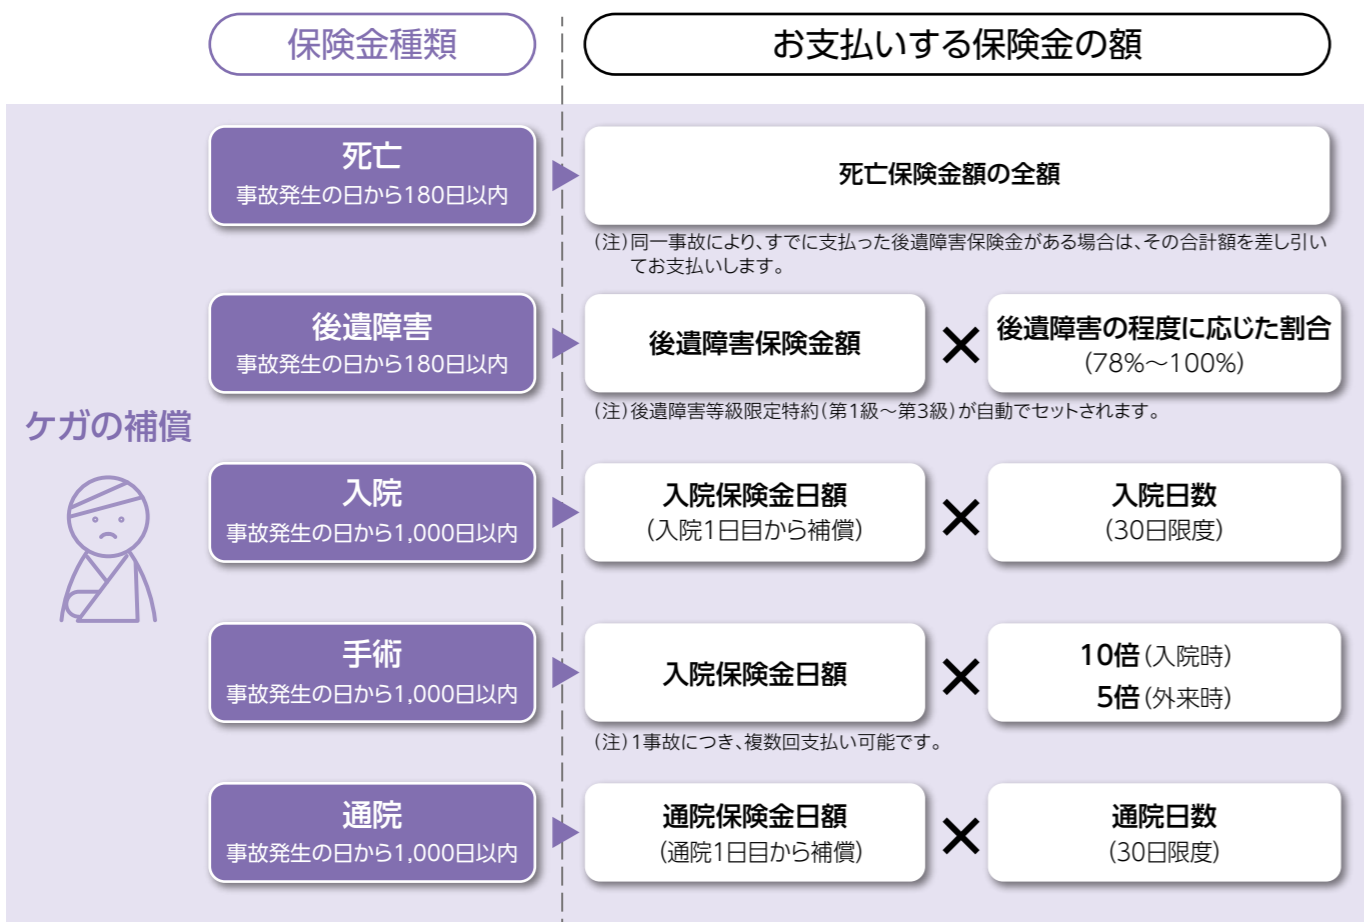 保険金種類
お支払いする保険金の額
ケガの補償
死亡
事故発生の日から180日以内
死亡保険金額の全額
(注)同一事故により、すでに支払った後遺障害保険金がある場合は、その合計額を差し引い
てお支払いします。
後遺障害
事故発生の日から180日以内
後遺障害保険金額
×
後遺障害の程度に応じた割合
(78%〜100%)
(注)後遺障害等級限定特約(第1級〜第3級)が自動でセットされます。
入院
事故発生の日から1,000日以内
入院保険金日額
(入院1日目から補償)
×
入院日数
(30日限度)
手術
事故発生の日から1,000日以内
入院保険金日額
×
10倍(入院時)
5倍(外来時)
(注)1事故につき、複数回支払い可能です。
通院
事故発生の日から1,000日以内
通院保険金日額
(通院1日目から補償)
×
通院日数
(30日限度)